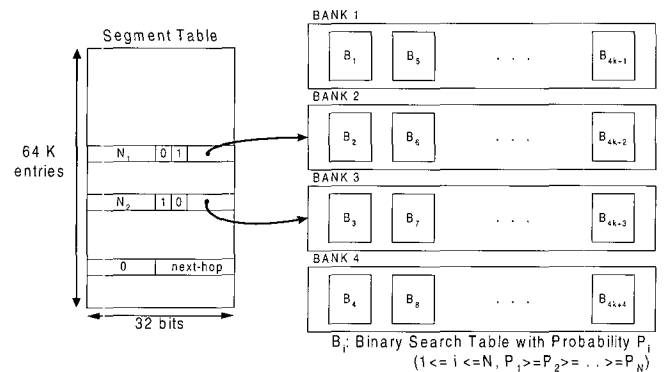 Segment Table
64 K
entries
N₁ 0 1
N₂ 1 0
0 next-hop
32 bits
BANK 1
B₁ B₅ . . . B₄ₖ₊₁
BANK 2
B₂ B₆ . . . B₄ₖ₊₂
BANK 3
B₃ B₇ . . . B₄ₖ₊₃
BANK 4
B₄ B₈ . . . B₄ₖ₊₄
Bᵢ: Binary Search Table with Probability Pᵢ
(1<= i <=N, P₁>=P₂>= . . >=P_N)